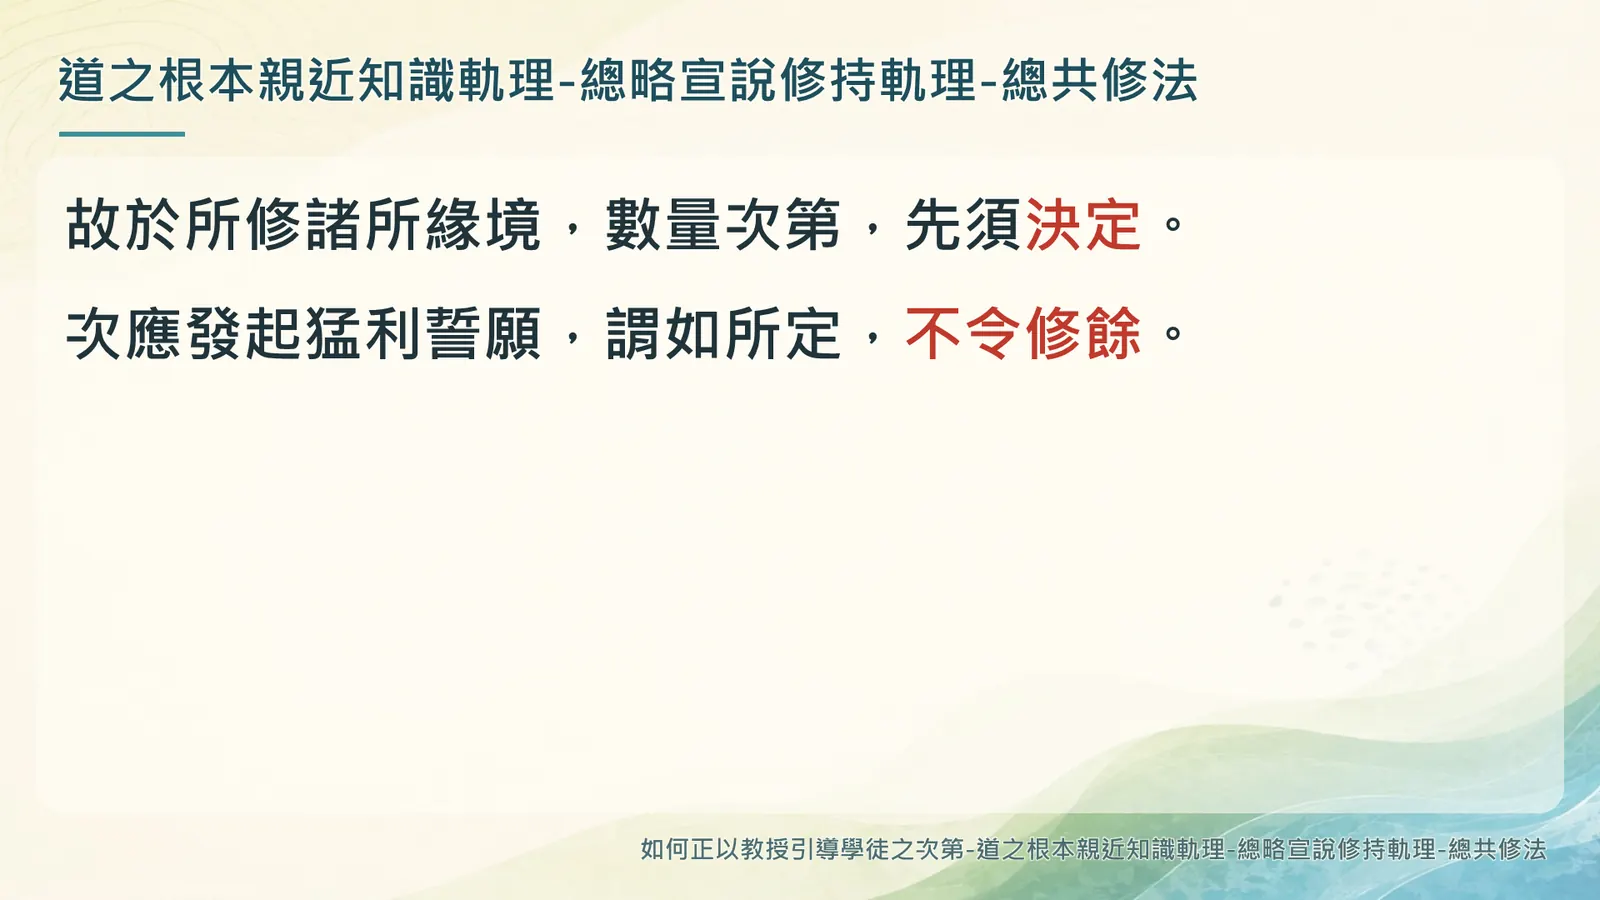 道之根本親近知識軌理-總略宣說修持軌理-總共修法
故於所修諸所緣境，數量次第，先須決定。
次應發起猛利誓願，謂如所定，不令修餘。
如何正以教授引導學徒之次第-道之根本親近知識軌理-總略宣說修持軌理-總共修法